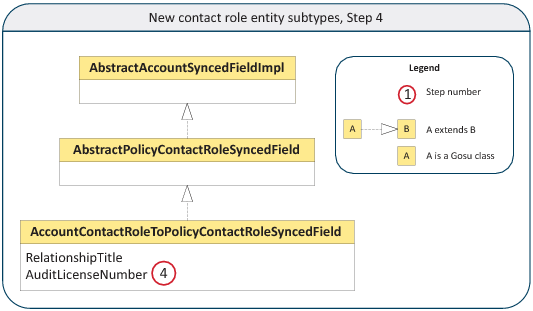 New contact role entity subtypes, Step 4
AbstractAccountSyncedFieldImpl
AbstractPolicyContactRoleSyncedField
AccountContactRoleToPolicyContactRoleSyncedField
RelationshipTitle
AuditLicenseNumber 4
Legend
1 Step number
A B A extends B
A A is a Gosu class